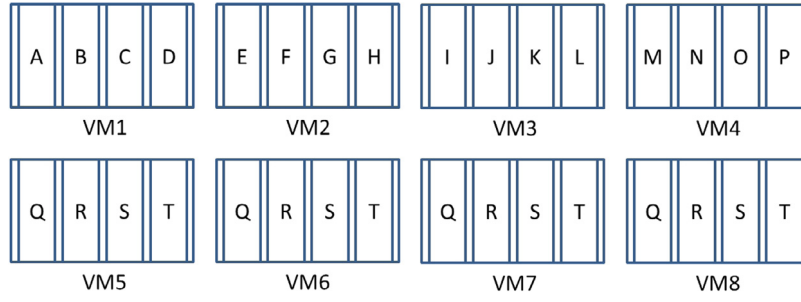 A B C D E F G H I J K L M N O P
VM1 VM2 VM3 VM4
Q R S T Q R S T Q R S T Q R S T
VM5 VM6 VM7 VM8